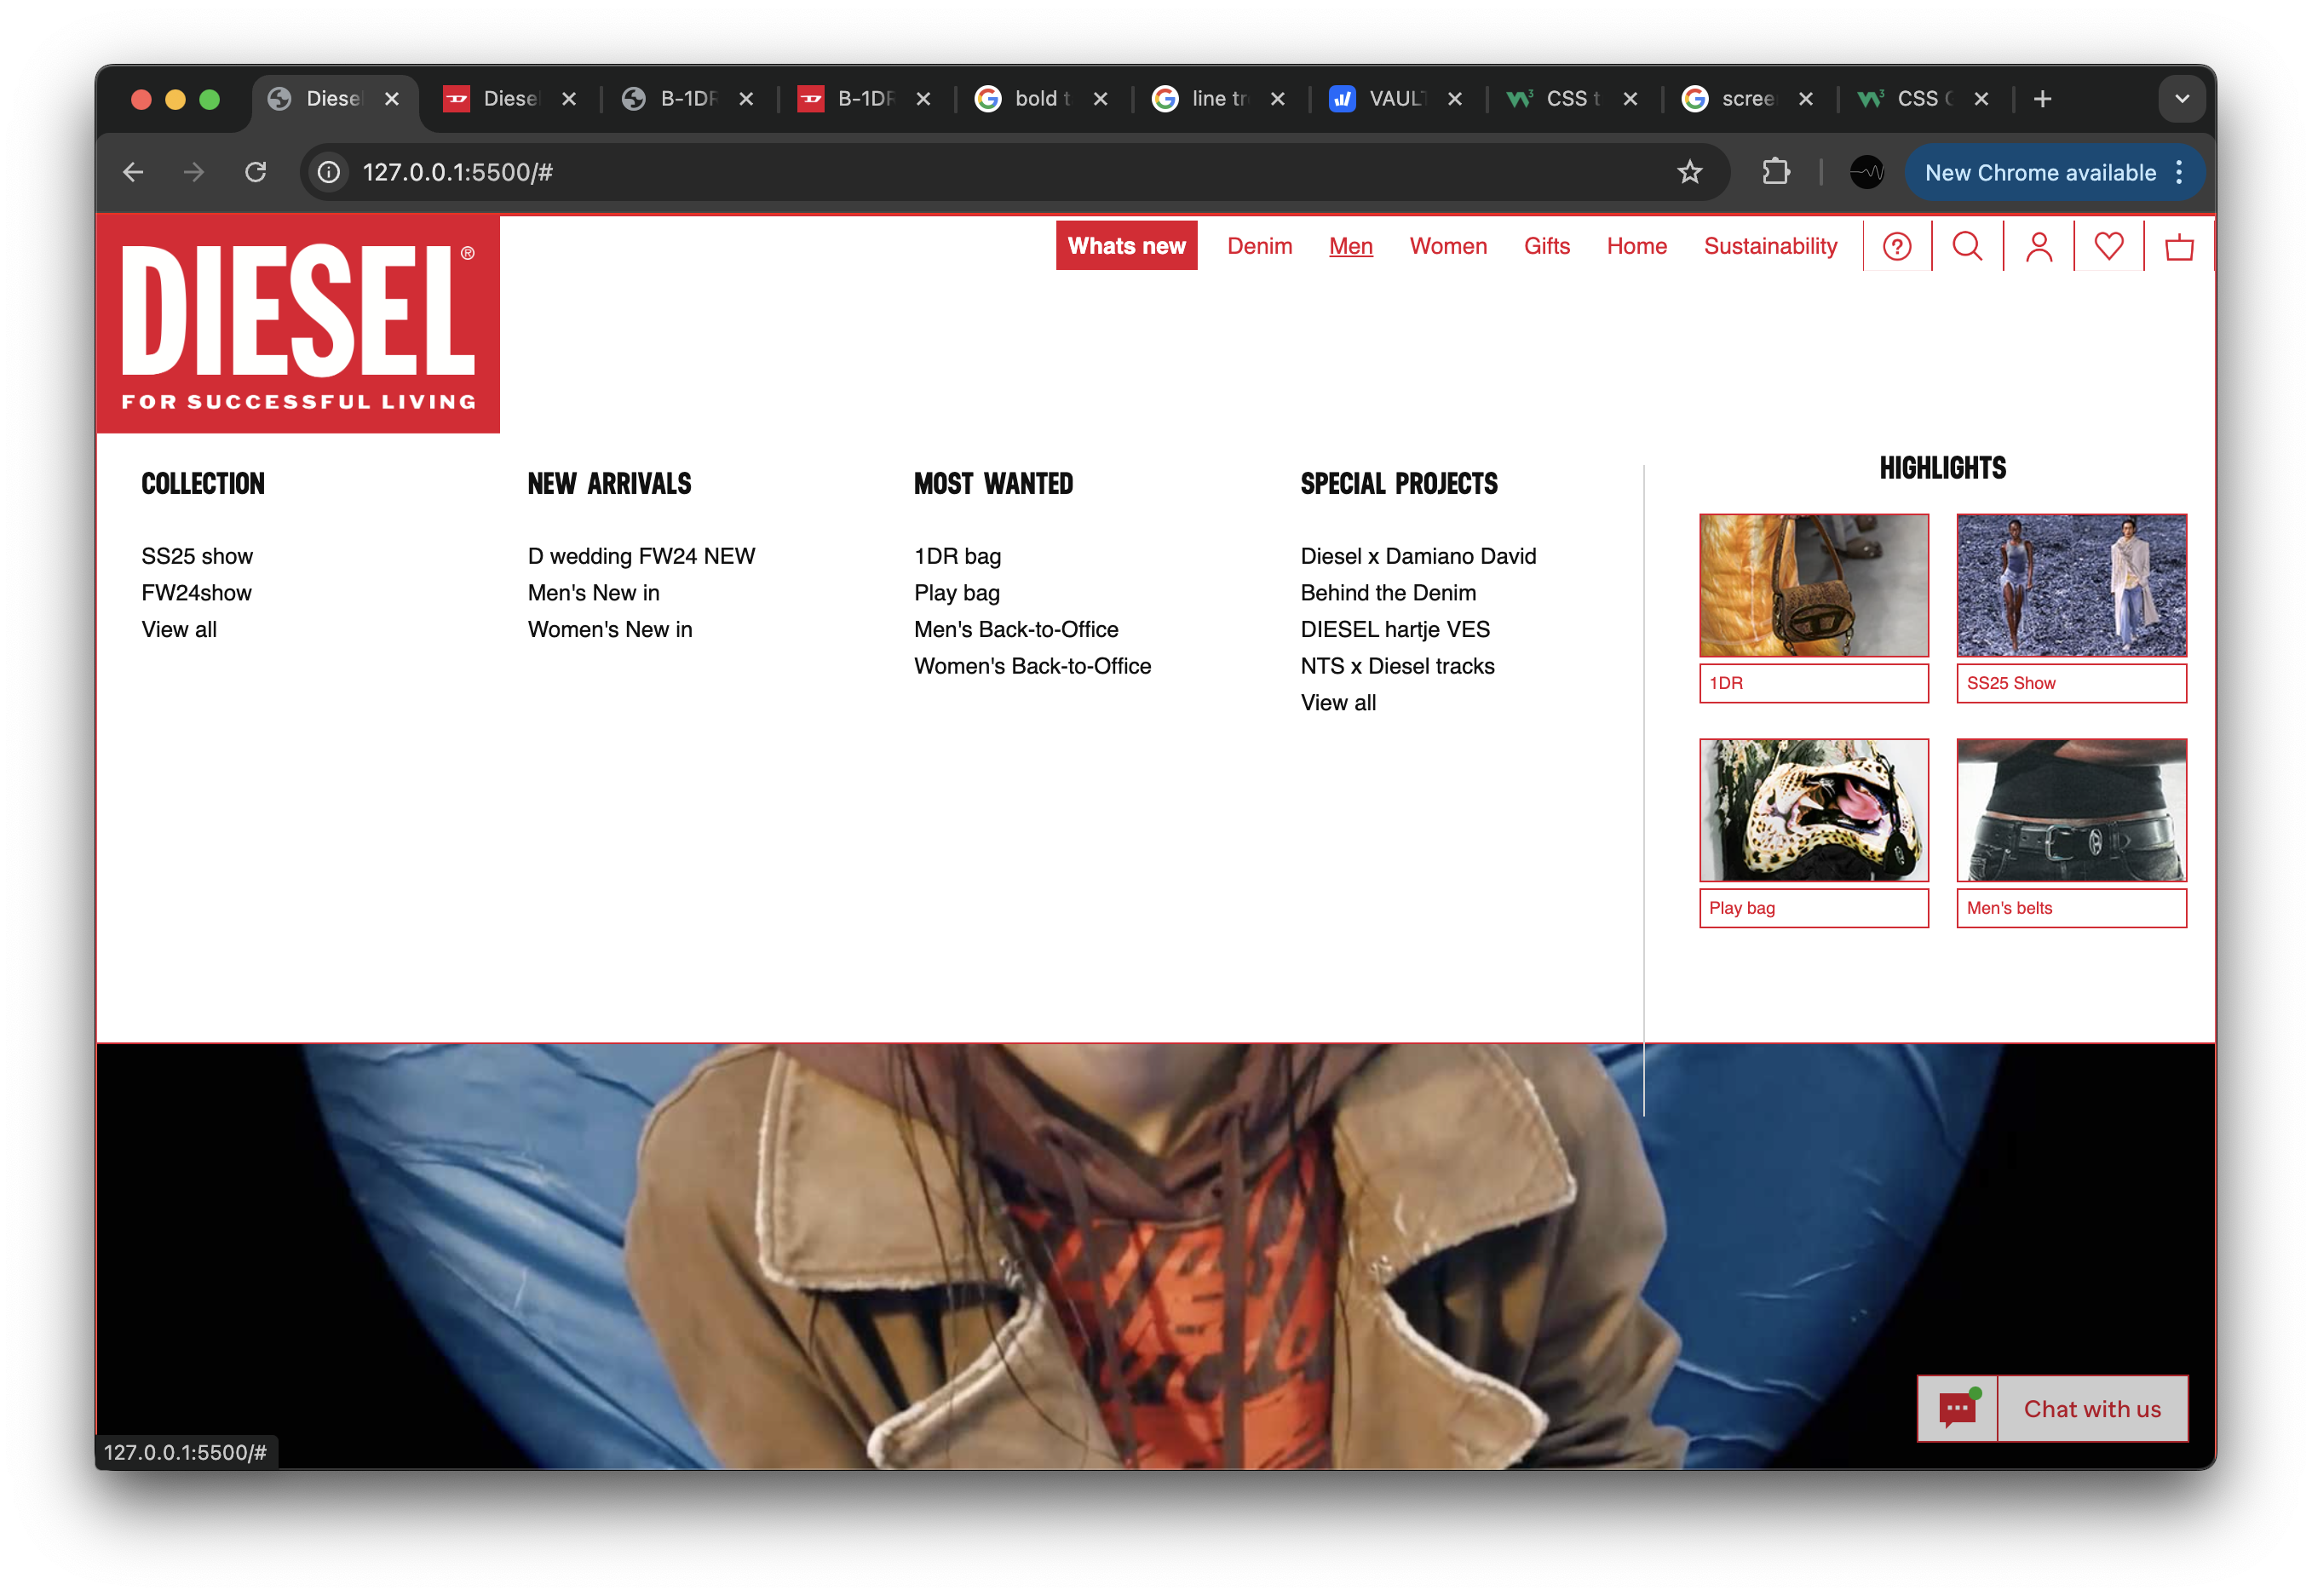 Diesel
Diesel
B-1DR
B-1DR
bold t
line tr
VAULT
CSS t
scree
CSS
127.0.0.1:5500/#
New Chrome available
DIESEL®
FOR SUCCESSFUL LIVING
Whats new
Denim
Men
Women
Gifts
Home
Sustainability
COLLECTION
SS25 show
FW24show
View all
NEW ARRIVALS
D wedding FW24 NEW
Men's New in
Women's New in
MOST WANTED
1DR bag
Play bag
Men's Back-to-Office
Women's Back-to-Office
SPECIAL PROJECTS
Diesel x Damiano David
Behind the Denim
DIESEL hartje VES
NTS x Diesel tracks
View all
HIGHLIGHTS
1DR
SS25 Show
Play bag
Men's belts
Chat with us
127.0.0.1:5500/#